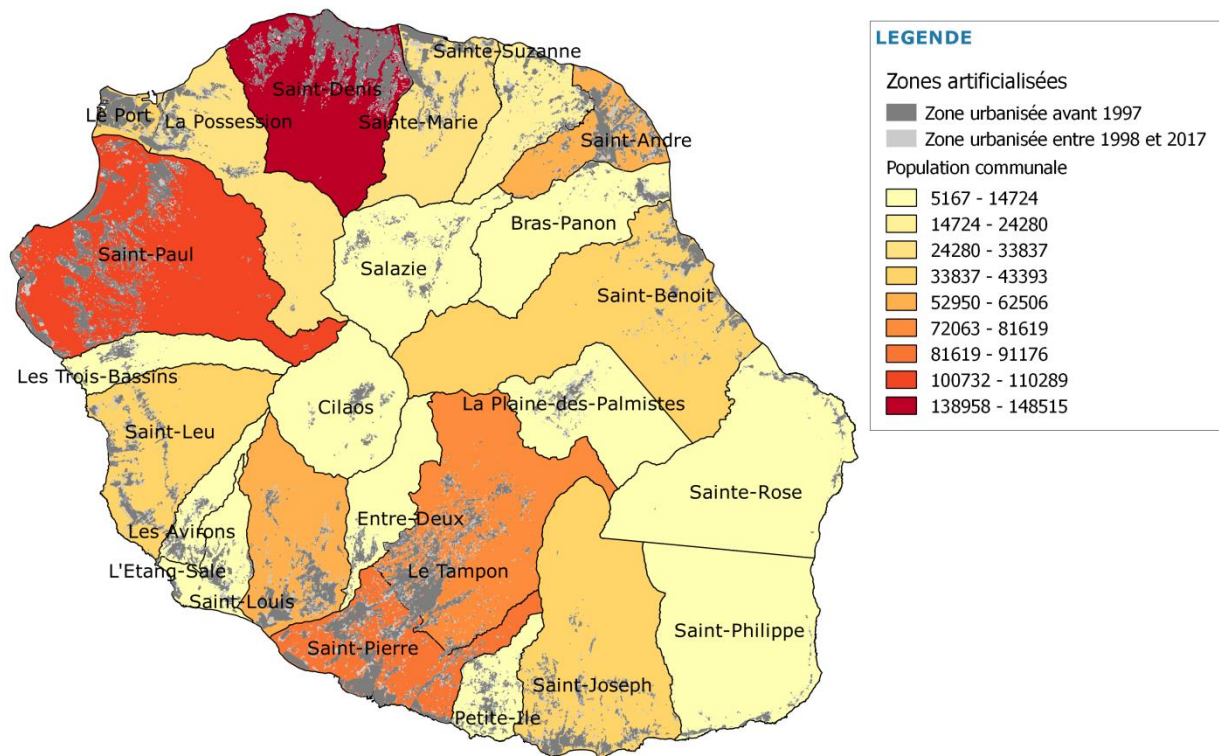 Sainte-Suzanne
Saint-Denis
Le Port
La Possession
Sainte-Marie
Saint-Andre
Bras-Panon
Saint-Paul
Salazie
Saint-Benoit
Les Trois-Bassins
Cilaos
La Plaine-des-Palmistes
Saint-Leu
Sainte-Rose
Entre-Deux
Les Avirons
L'Etang-Sale
Le Tampon
Saint-Louis
Saint-Philippe
Saint-Pierre
Saint-Joseph
Petite-Ile
LEGENDE
Zones artificialisées
Zone urbanisée avant 1997
Zone urbanisée entre 1998 et 2017
Population communale
5167 - 14724
14724 - 24280
24280 - 33837
33837 - 43393
52950 - 62506
72063 - 81619
81619 - 91176
100732 - 110289
138958 - 148515